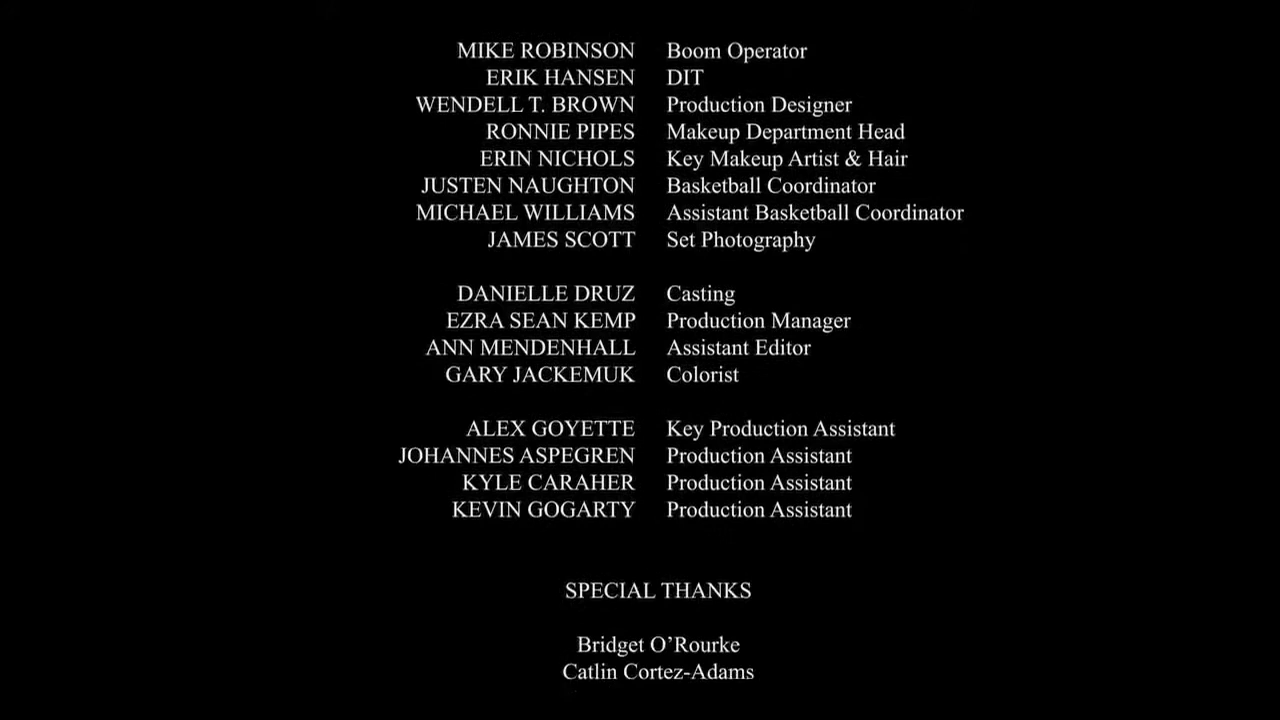 MIKE ROBINSON Boom Operator
ERIK HANSEN DIT
WENDELL T. BROWN Production Designer
RONNIE PIPES Makeup Department Head
ERIN NICHOLS Key Makeup Artist & Hair
JUSTEN NAUGHTON Basketball Coordinator
MICHAEL WILLIAMS Assistant Basketball Coordinator
JAMES SCOTT Set Photography
DANIELLE DRUZ Casting
EZRA SEAN KEMP Production Manager
ANN MENDENHALL Assistant Editor
GARY JACKEMUK Colorist
ALEX GOYETTE Key Production Assistant
JOHANNES ASPEGREN Production Assistant
KYLE CARAHER Production Assistant
KEVIN GOGARTY Production Assistant
SPECIAL THANKS
Bridget O’Rourke
Catlin Cortez-Adams